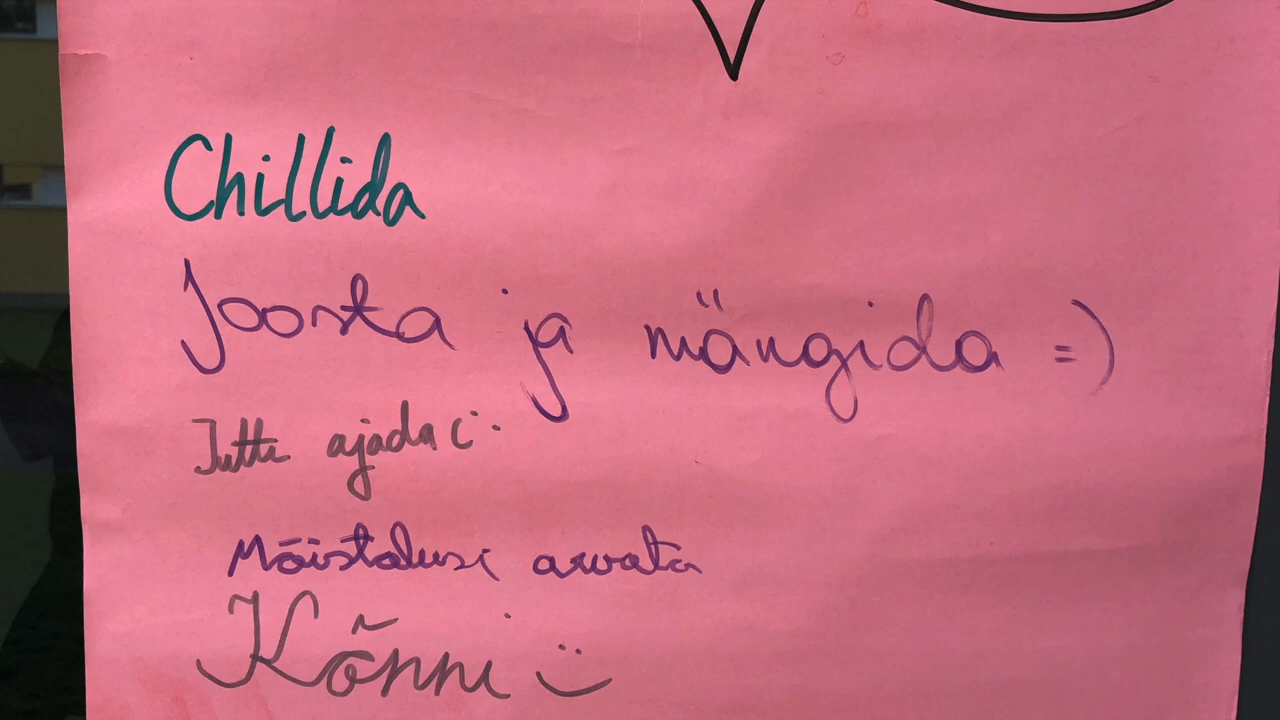 Chillida
Joosta ja mängida =)
Jutte ajada (:
Mõistatusi arvata
Kõnni